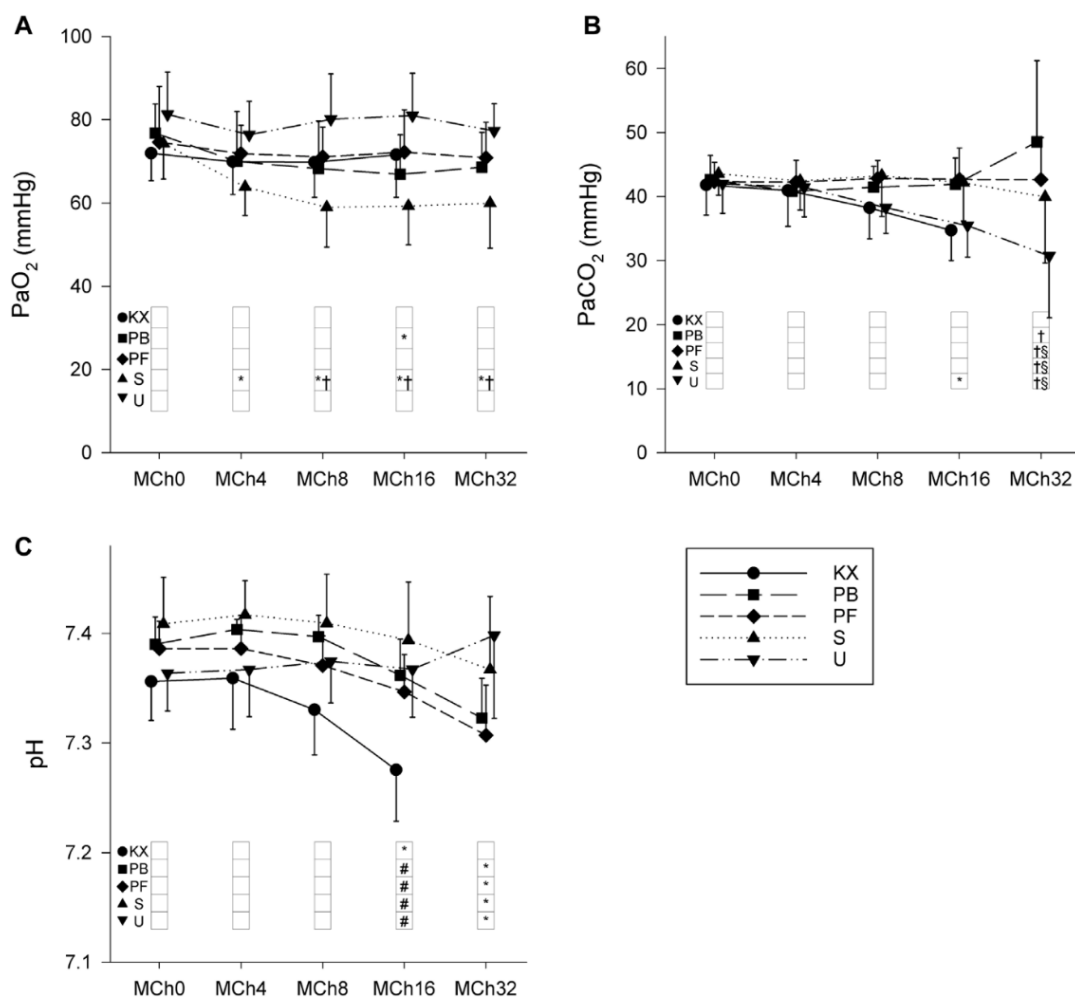 A
PaO2 (mmHg)
100
80
60
40
20
0
KX
PB *
PF
S * *† *† *†
U
MCh0 MCh4 MCh8 MCh16 MCh32
B
PaCO2 (mmHg)
60
50
40
30
20
10
0
KX
PB †
PF †§
S †§
U * †§
MCh0 MCh4 MCh8 MCh16 MCh32
C
pH
7.4
7.3
7.2
7.1
KX *
PB # *
PF # *
S # *
U # *
MCh0 MCh4 MCh8 MCh16 MCh32
KX
PB
PF
S
U